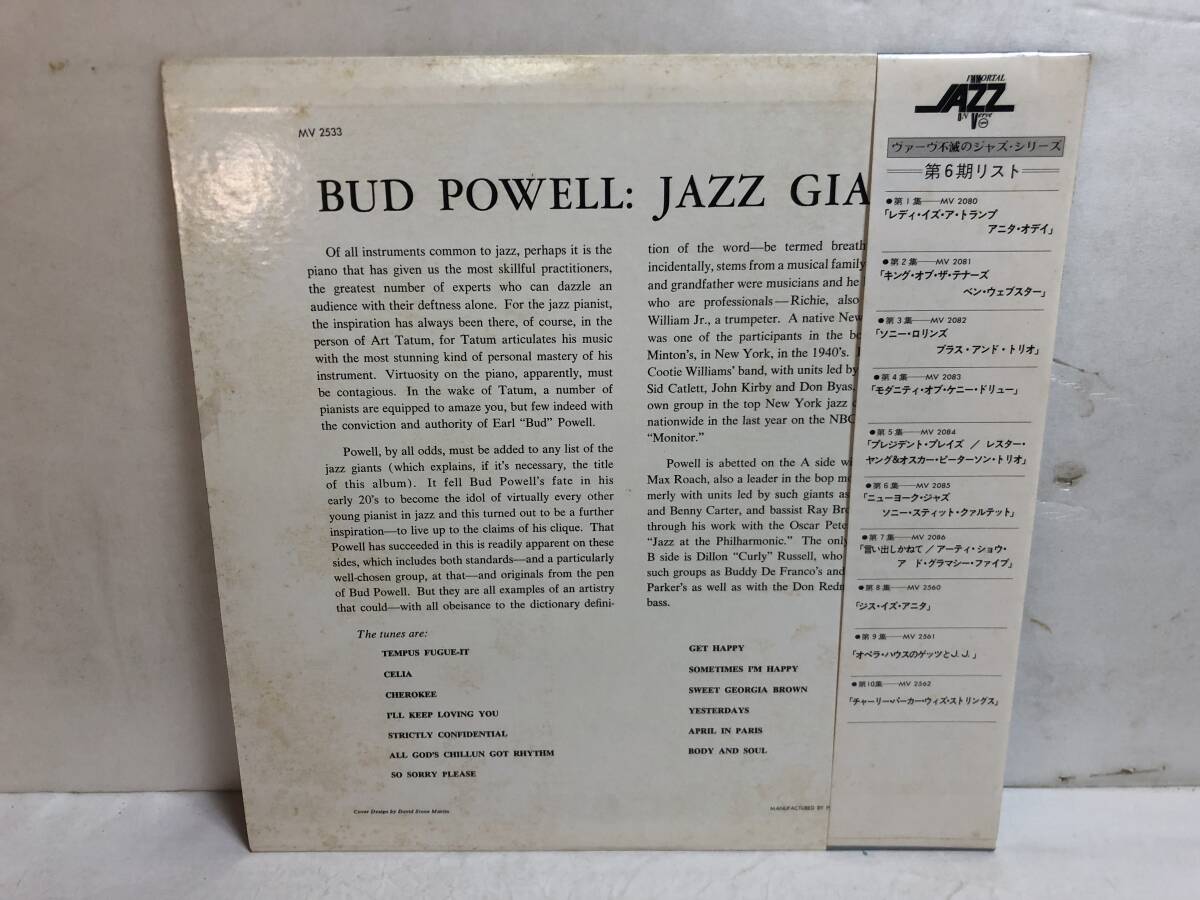 MV 2533
BUD POWELL: JAZZ GIA
Of all instruments common to jazz, perhaps it is the
piano that has given us the most skillful practitioners,
the greatest number of experts who can dazzle an
audience with their deftness alone. For the jazz pianist,
the inspiration has always been there, of course, in the
person of Art Tatum, for Tatum articulates his music
with the most stunning kind of personal mastery of his
instrument. Virtuosity on the piano, apparently, must
be contagious. In the wake of Tatum, a number of
pianists are equipped to amaze you, but few indeed with
the conviction and authority of Earl “Bud” Powell.
Powell, by all odds, must be added to any list of the
jazz giants (which explains, if it’s necessary, the title
of this album). It fell Bud Powell’s fate in his
early 20’s to become the idol of virtually every other
young pianist in jazz and this turned out to be a further
inspiration—to live up to the claims of his clique. That
Powell has succeeded in this is readily apparent on these
sides, which includes both standards—and a particularly
well-chosen group, at that—and originals from the pen
of Bud Powell. But they are all examples of an artistry
that could—with all obeisance to the dictionary defini-
tion of the word—be termed breath
incidentally, stems from a musical family
and grandfather were musicians and he
who are professionals—Richie, also
William Jr., a trumpeter. A native New
was one of the participants in the be
Minton’s, in New York, in the 1940’s.
Cootie Williams’ band, with units led by
Sid Catlett, John Kirby and Don Byas,
own group in the top New York jazz c
nationwide in the last year on the NBC
“Monitor.”
Powell is abetted on the A side wi
Max Roach, also a leader in the bop mo
merly with units led by such giants as
and Benny Carter, and bassist Ray Bro
through his work with the Oscar Pete
“Jazz at the Philharmonic.” The only
B side is Dillon “Curly” Russell, who
such groups as Buddy De Franco’s and
Parker’s as well as with the Don Redn
bass.
The tunes are:
TEMPUS FUGUE-IT
CELIA
CHEROKEE
I'LL KEEP LOVING YOU
STRICTLY CONFIDENTIAL
ALL GOD'S CHILLUN GOT RHYTHM
SO SORRY PLEASE
GET HAPPY
SOMETIMES I'M HAPPY
SWEET GEORGIA BROWN
YESTERDAYS
APRIL IN PARIS
BODY AND SOUL
Cover Design by David Stone Martin
MANUFACTURED BY P
IMMORTAL
JAZZ
ON Verve
ヴァーヴ不滅のジャズ・シリーズ
第6期リスト
●第1集——MV 2080
「レディ・イズ・ア・トランプ
アニタ・オデイ」
●第2集——MV 2081
「キング・オブ・ザ・テナーズ
ベン・ウェブスター」
●第3集——MV 2082
「ソニー・ロリンズ
ブラス・アンド・トリオ」
●第4集——MV 2083
「モダニティ・オブ・ケニー・ドリュー」
●第5集——MV 2084
「プレジデント・プレイズ / レスター・
ヤング&オスカー・ピーターソン・トリオ」
●第6集——MV 2085
「ニューヨーク・ジャズ
ソニー・スティット・クァルテット」
●第7集——MV 2086
「言い出しかねて / アーティ・ショウ・
ア ド・グラマシー・ファイブ」
●第8集——MV 2560
「ジス・イズ・アニタ」
●第9集——MV 2561
「オペラ・ハウスのゲッツとJ.J.」
●第10集——MV 2562
「チャーリー・パーカー・ウィズ・ストリングス」